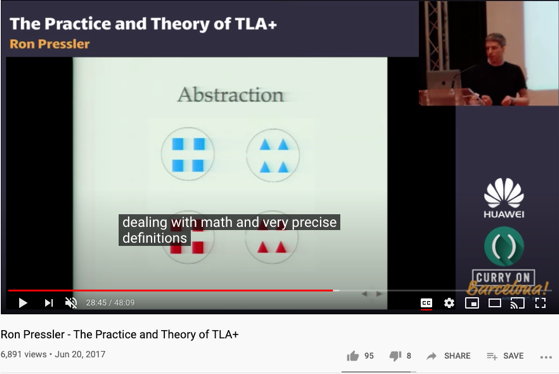 The Practice and Theory of TLA+
Ron Pressler
Abstraction
dealing with math and very precise
definitions
HUAWEI
CURRY ON
Barcelona!
28:45 / 48:09
CC
Ron Pressler - The Practice and Theory of TLA+
6,891 views • Jun 20, 2017
95
8
SHARE
SAVE